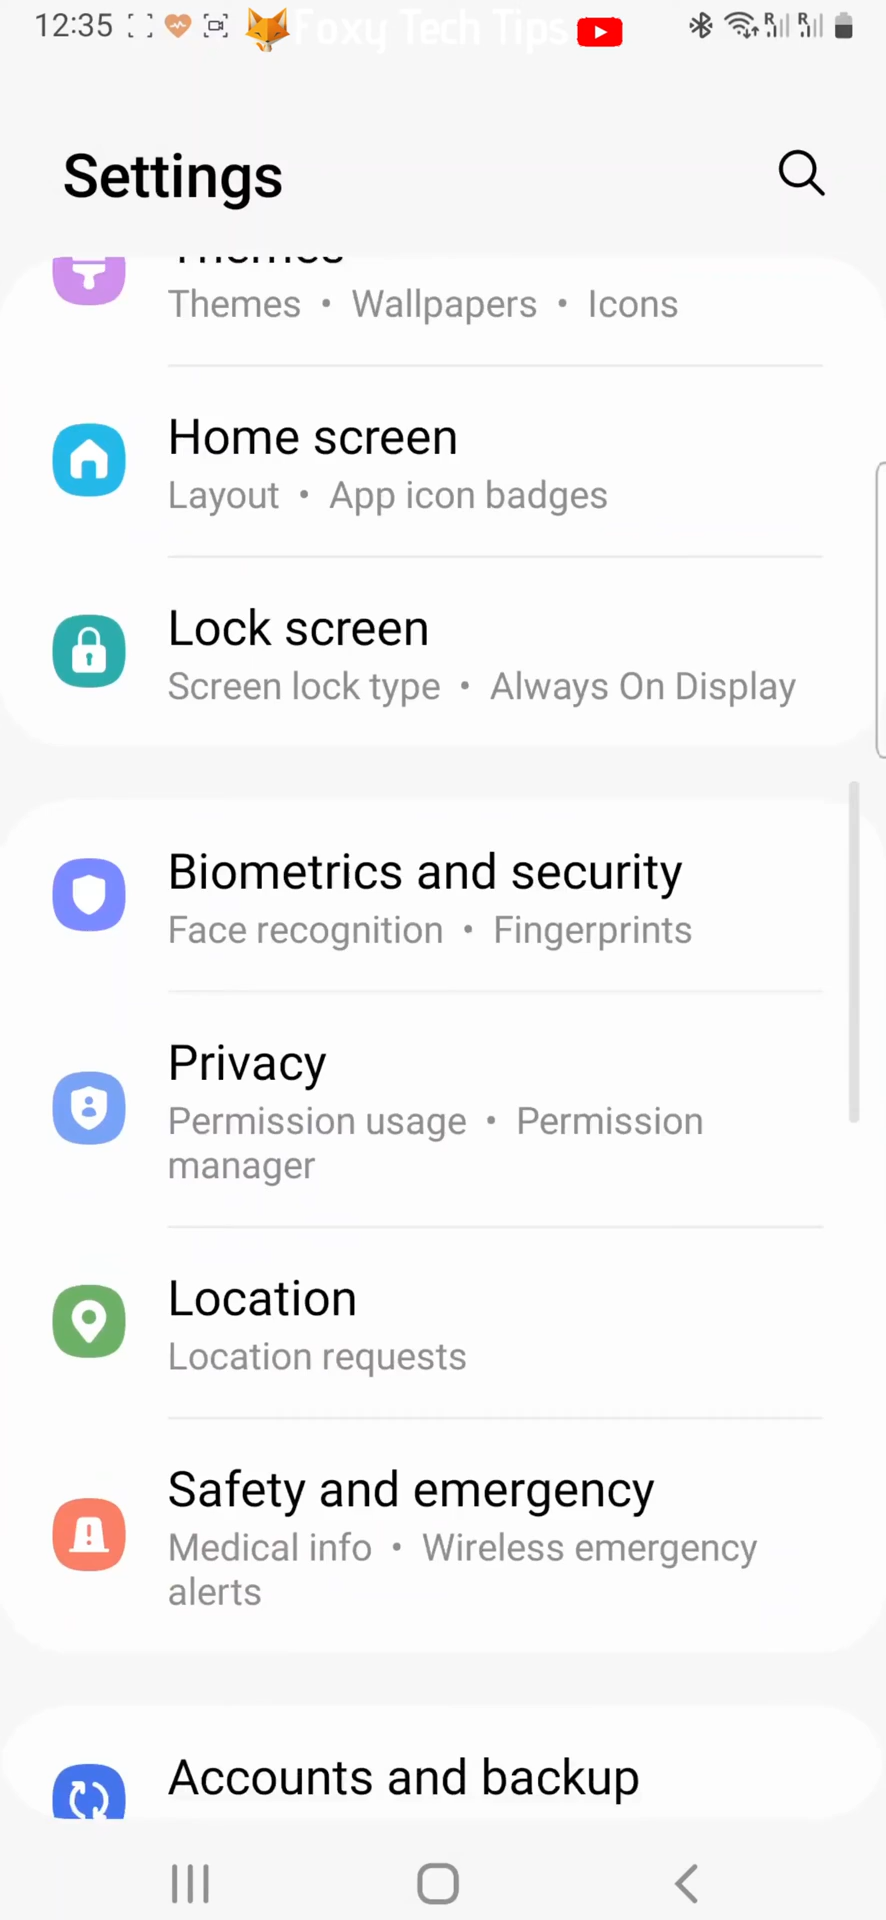 12:35 Foxy Tech Tips
Settings
Themes
Themes • Wallpapers • Icons
Home screen
Layout • App icon badges
Lock screen
Screen lock type • Always On Display
Biometrics and security
Face recognition • Fingerprints
Privacy
Permission usage • Permission
manager
Location
Location requests
Safety and emergency
Medical info • Wireless emergency
alerts
Accounts and backup